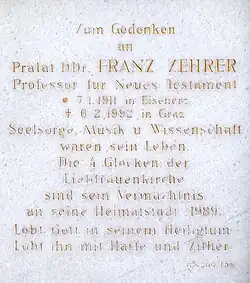 Zum Gedenken
an
Prälat DDr. FRANZ ZEHRER
Professor für Neues Testament
* 7.1.1911 in Eisenerz
+ 6.2.1992 in Graz
Seelsorge, Musik u Wissenschaft
waren sein Leben.
Die 4 Glocken der
Liebfrauenkirche
sind sein Vermächtnis
an seine Heimatstadt 1989.
Lobt Gott in seinem Heiligtum
Lobt ihn mit Harfe und Zither